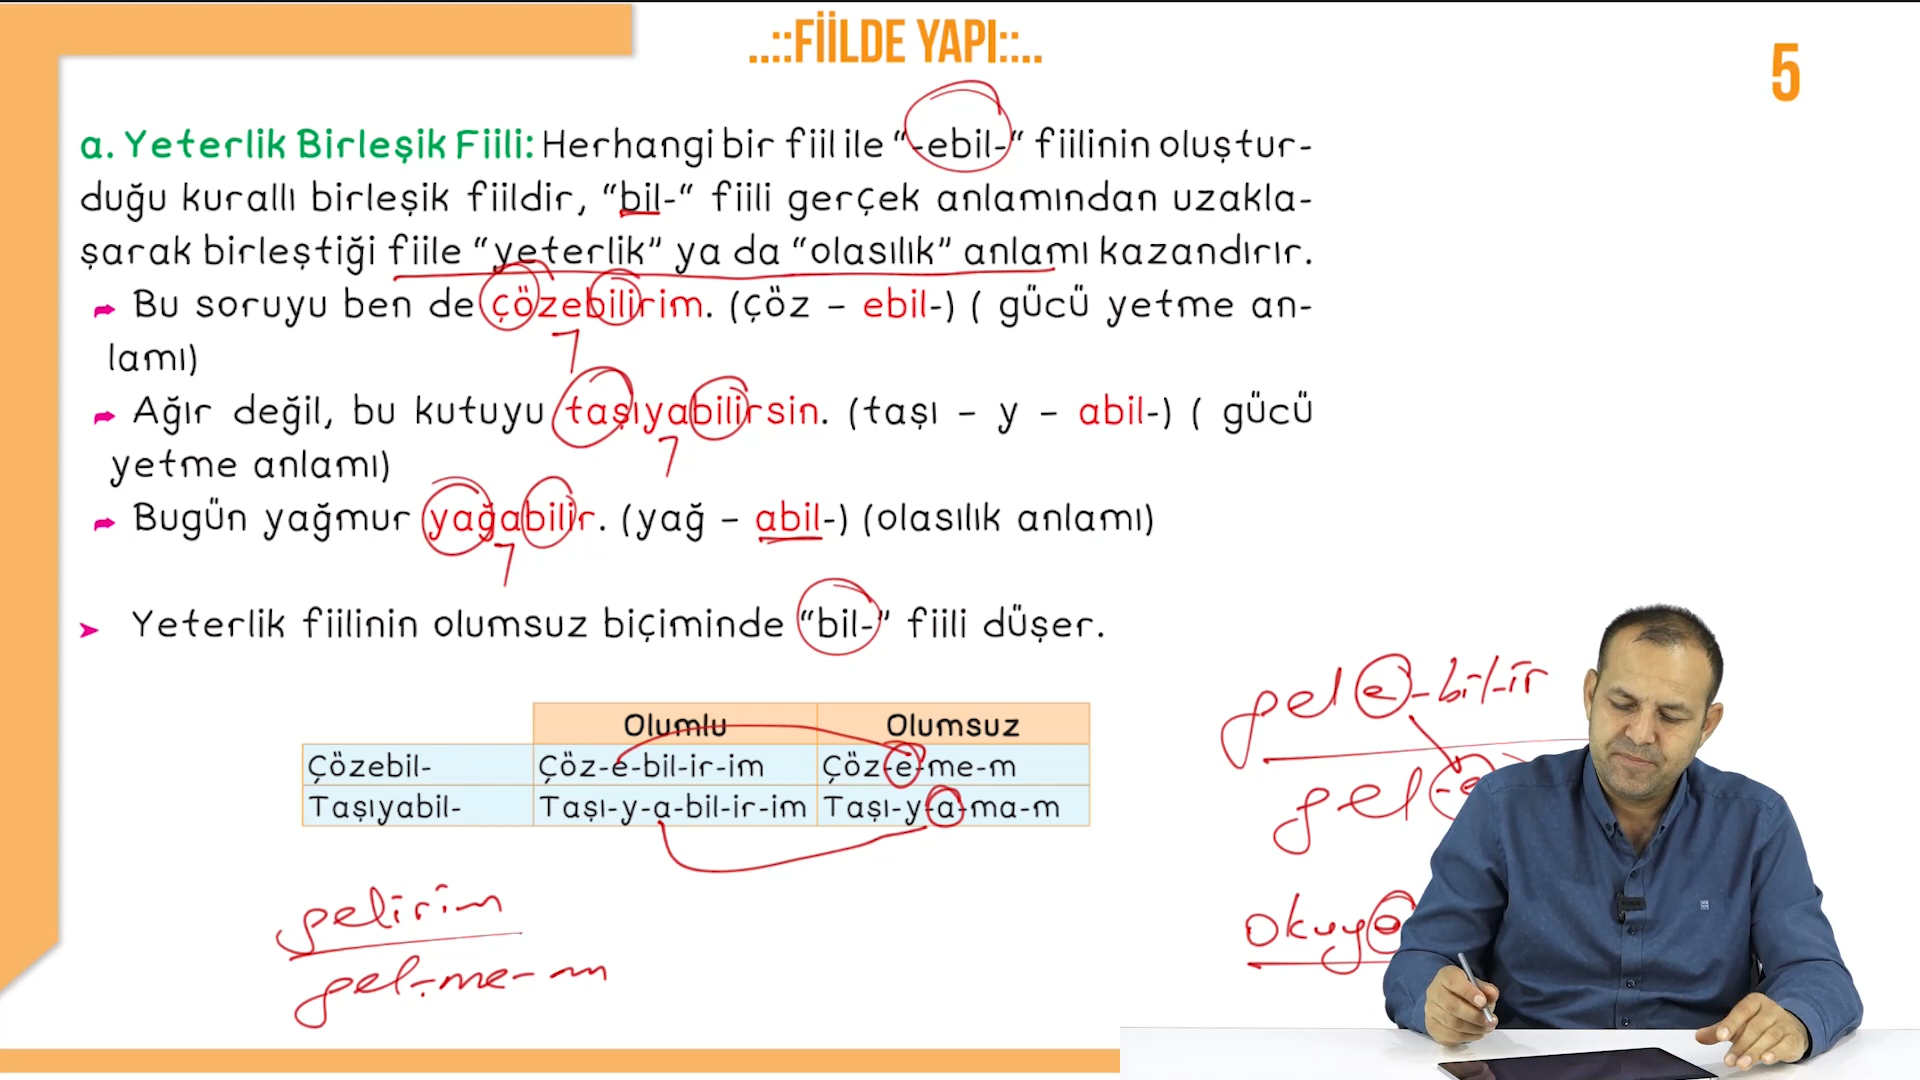 ..::FİİLDE YAPI::..
5
a. Yeterlik Birleşik Fiili: Herhangi bir fiil ile “-ebil-“ fiilinin oluştur-
duğu kurallı birleşik fiildir, “bil-“ fiili gerçek anlamından uzakla-
şarak birleştiği fiile “yeterlik” ya da “olasılık” anlamı kazandırır.
Bu soruyu ben de çözebilirim. (çöz – ebil-) ( gücü yetme an-
lamı)
Ağır değil, bu kutuyu taşıyabilirsin. (taşı – y – abil-) ( gücü
yetme anlamı)
Bugün yağmur yağabilir. (yağ – abil-) (olasılık anlamı)
Yeterlik fiilinin olumsuz biçiminde “bil-” fiili düşer.
Olumlu Olumsuz
Çözebil- Çöz-e-bil-ir-im Çöz-e-me-m
Taşıyabil- Taşı-y-a-bil-ir-im Taşı-y-a-ma-m
gel e-bil-ir
gel-e
okuya
gelirim
gel-me-m